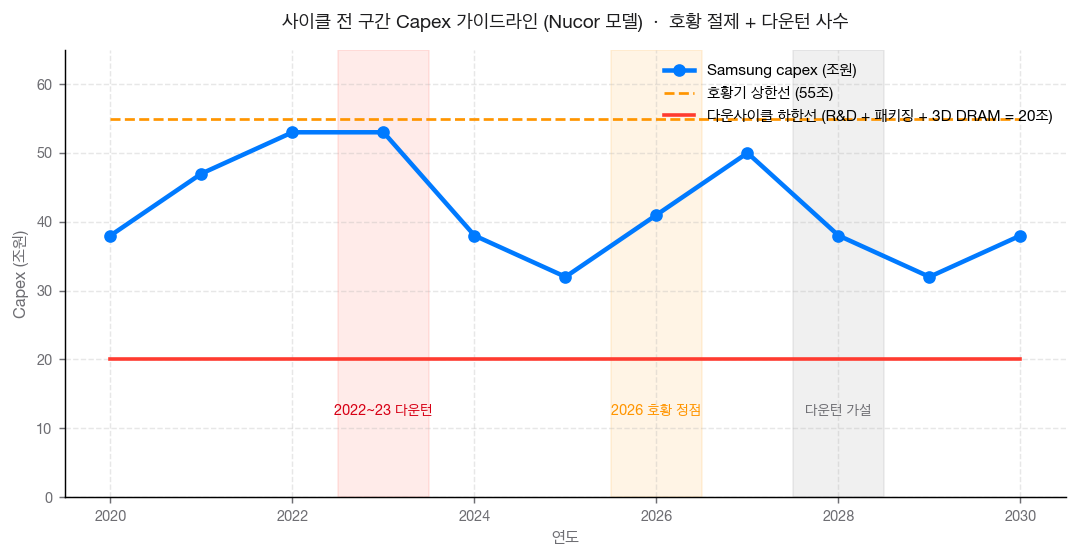 사이클 전 구간 Capex 가이드라인 (Nucor 모델) · 호황 절제 + 다운턴 사수
Samsung capex (조원)
호황기 상한선 (55조)
다운사이클 하한선 (R&D + 패키징 + 3D DRAM = 20조)
Capex (조원)
60
50
40
30
20
10
0
2022~23 다운턴
2026 호황 정점
다운턴 가설
2020
2022
2024
2026
2028
2030
연도